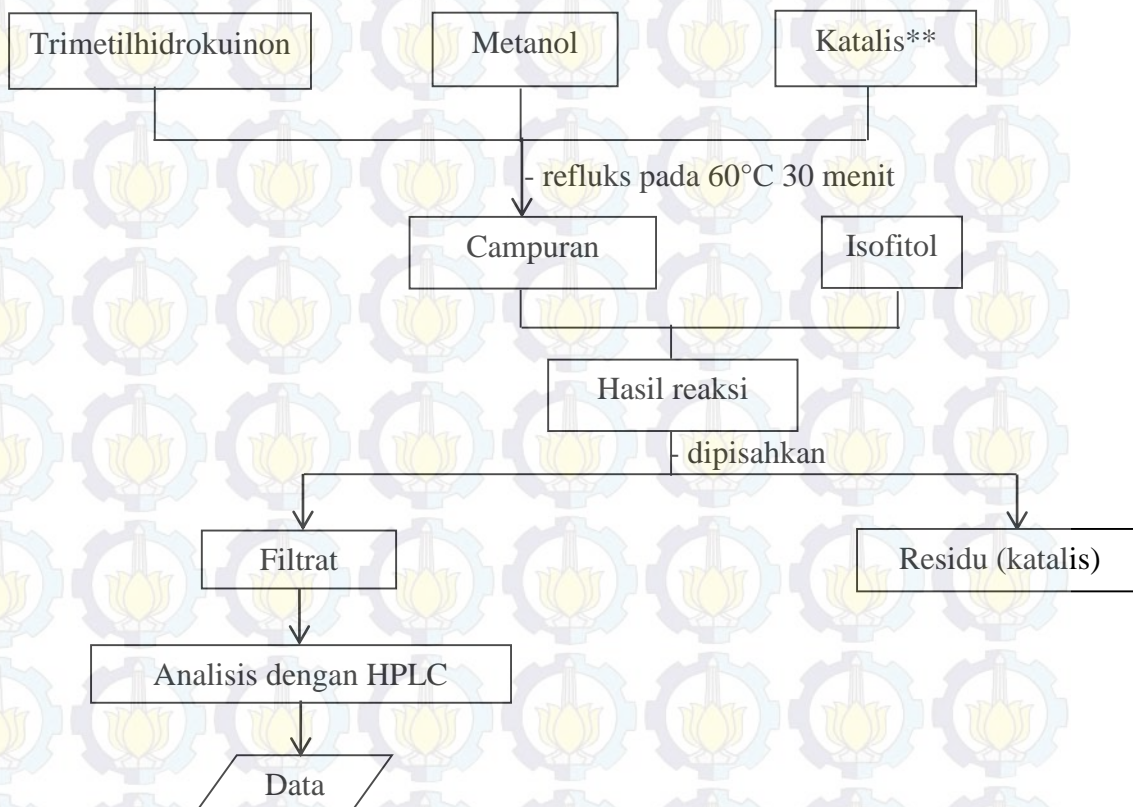 Trimetilhidrokuinon
Metanol
Katalis**
- refluks pada 60°C 30 menit
Campuran
Isofitol
Hasil reaksi
- dipisahkan
Filtrat
Residu (katalis)
Analisis dengan HPLC
Data